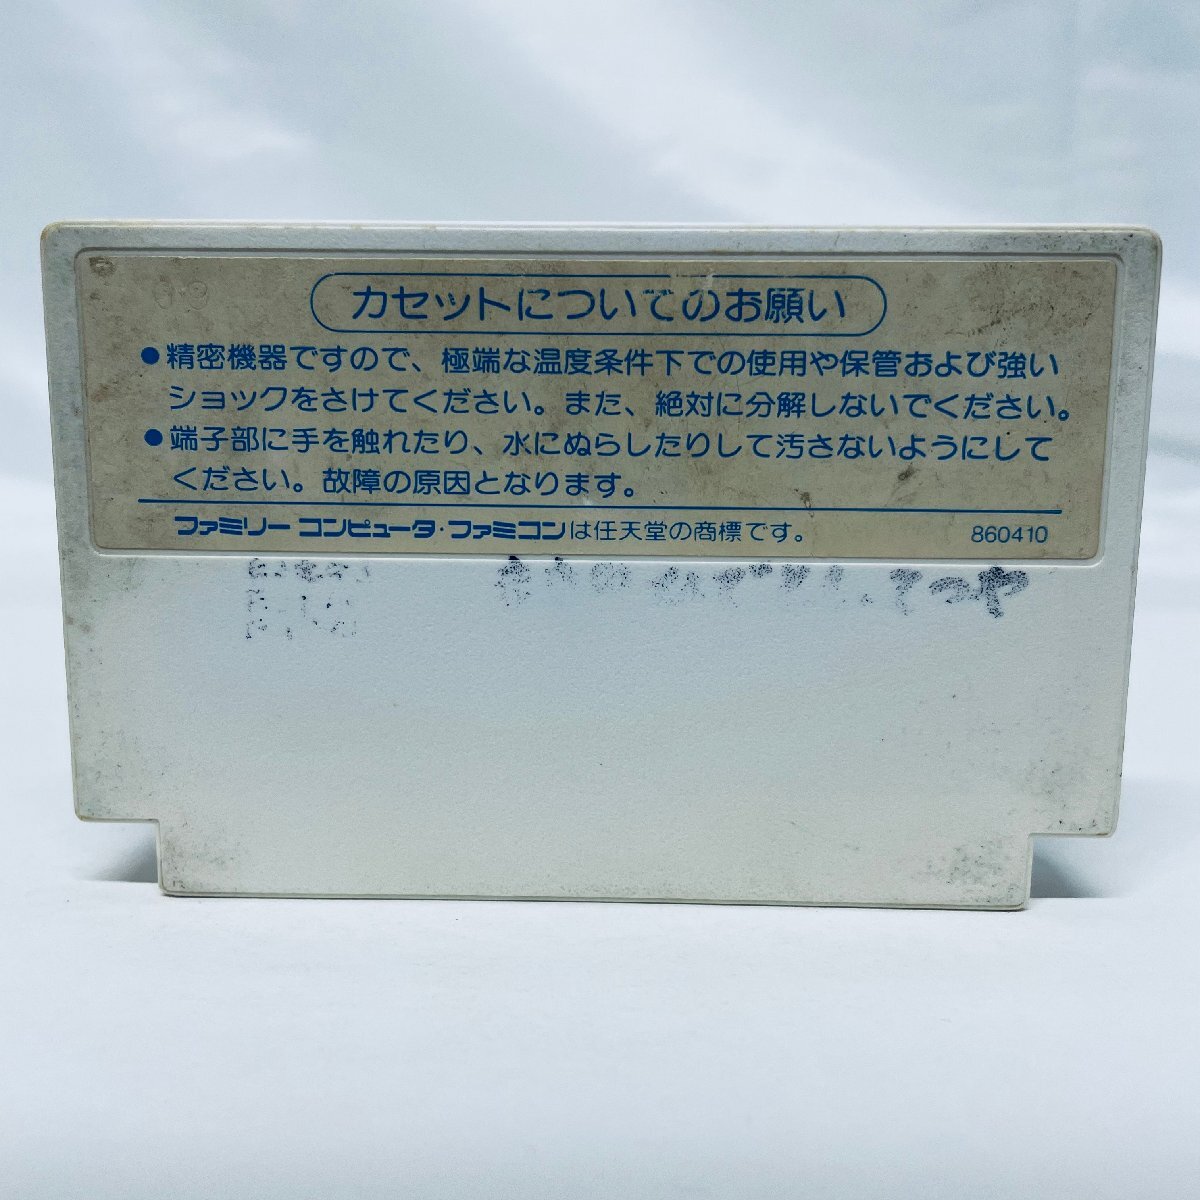 カセットについてのお願い
●精密機器ですので、極端な温度条件下での使用や保管および強い
ショックをさけてください。また、絶対に分解しないでください。
●端子部に手を触れたり、水にぬらしたりして汚さないようにして
ください。故障の原因となります。
ファミリーコンピュータ・ファミコンは任天堂の商標です。 860410